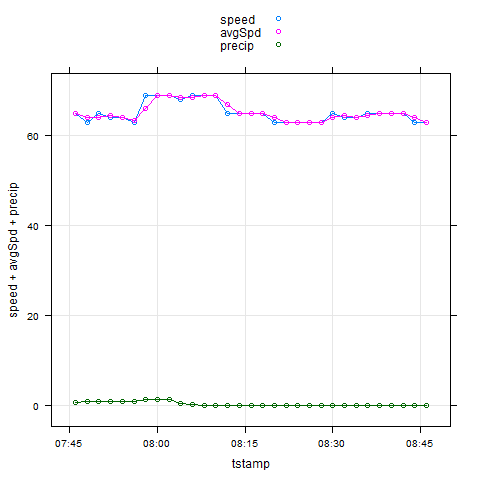 speed
avgSpd
precip
speed + avgSpd + precip
60
40
20
0
07:45 08:00 08:15 08:30 08:45
tstamp